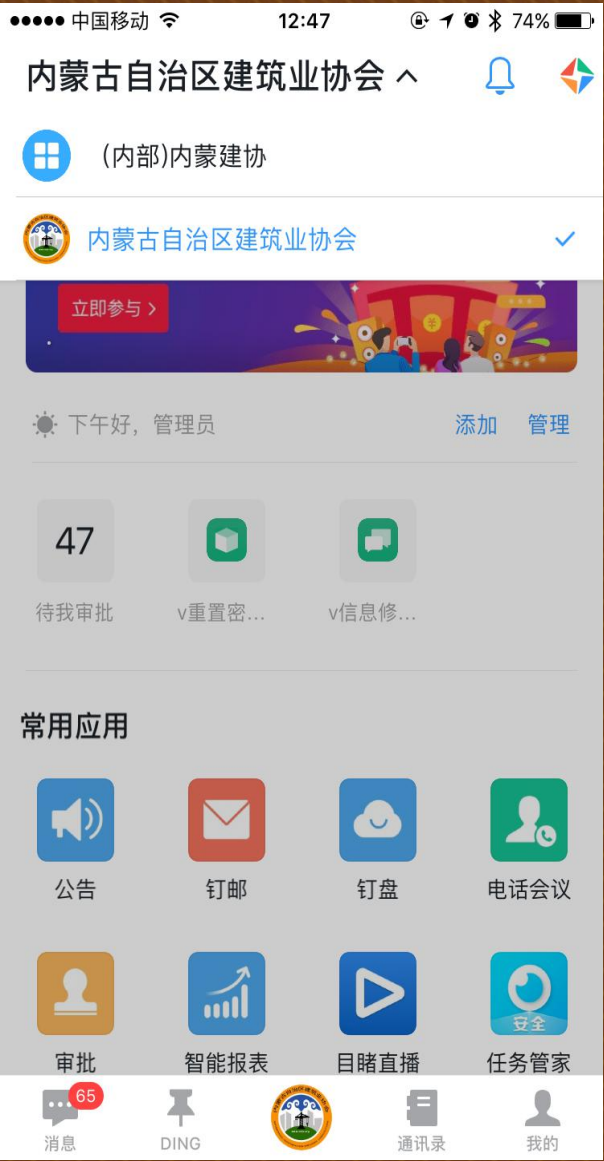 中国移动 12:47 74%
内蒙古自治区建筑业协会
(内部)内蒙建协
内蒙古自治区建筑业协会
立即参与
下午好，管理员 添加 管理
47
待我审批 v重置密... v信息修...
常用应用
公告 钉邮 钉盘 电话会议
安全
审批 智能报表 目睹直播 任务管家
65
消息 DING 通讯录 我的